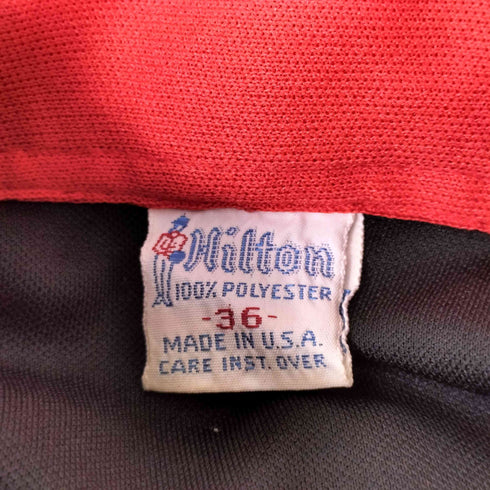 Hilton
100% POLYESTER
-36-
MADE IN U.S.A.
CARE INST. OVER